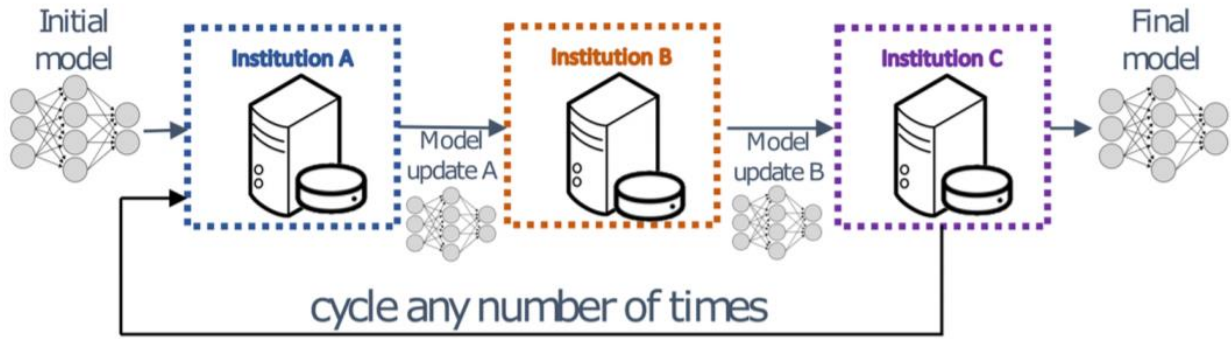 Initial
model
Institution A
Model
update A
Institution B
Model
update B
Institution C
Final
model
cycle any number of times